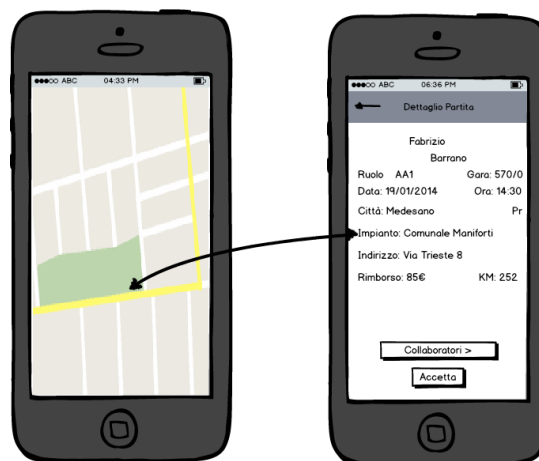 ABC 04:33 PM
ABC 06:36 PM
Dettaglio Partita
Fabrizio
Barrano
Ruolo AA1 Gara: 570/0
Data: 19/01/2014 Ora: 14:30
Città: Medesano Pr
Impianto: Comunale Maniforti
Indirizzo: Via Trieste 8
Rimborso: 85€ KM: 252
Collaboratori >
Accetta